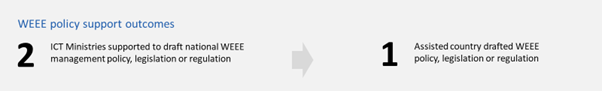 WEEE policy support outcomes
2
ICT Ministries supported to draft national WEEE
management policy, legislation or regulation
1
Assisted country drafted WEEE
policy, legislation or regulation